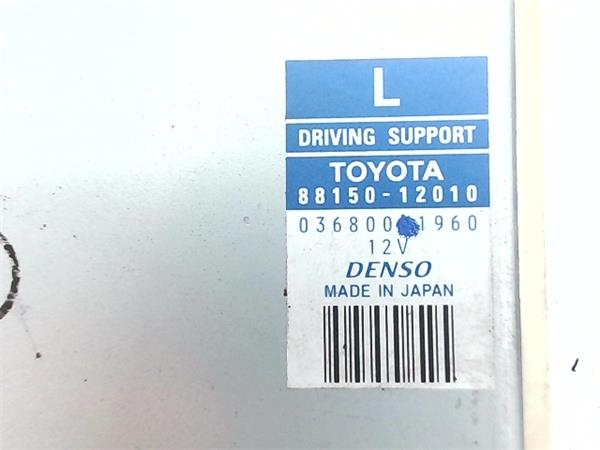 L
DRIVING SUPPORT
TOYOTA
88150-12010
036800 1960
12V
DENSO
MADE IN JAPAN